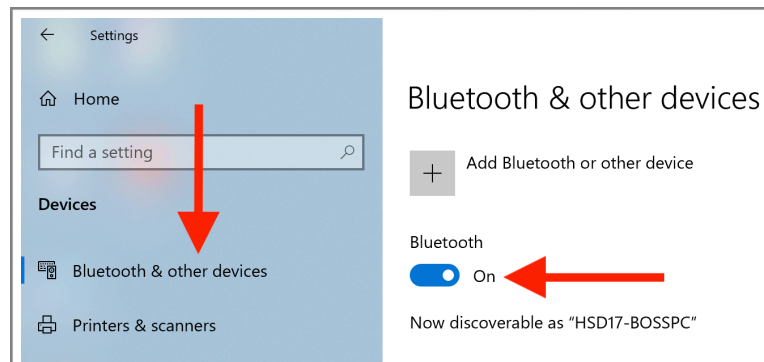 Settings
Home
Find a setting
Devices
Bluetooth & other devices
Printers & scanners
Bluetooth & other devices
Add Bluetooth or other device
Bluetooth
On
Now discoverable as “HSD17-BOSSPC”